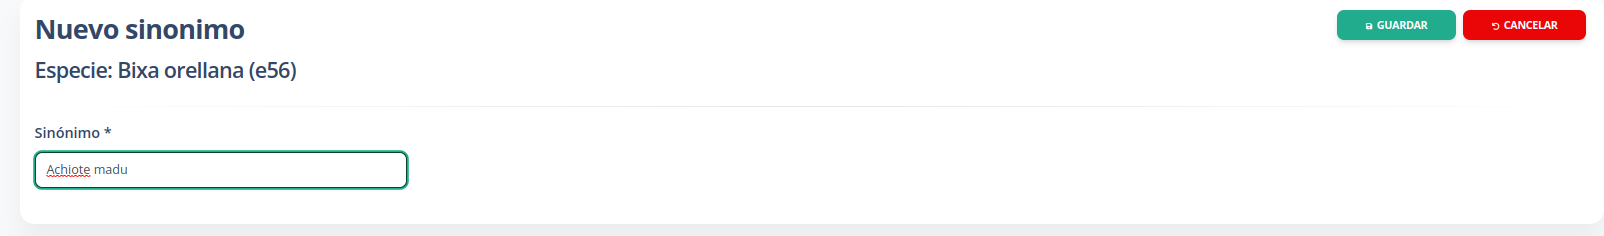 Nuevo sinonimo
GUARDAR
CANCELAR
Especie: Bixa orellana (e56)
Sinónimo *
Achiote madu